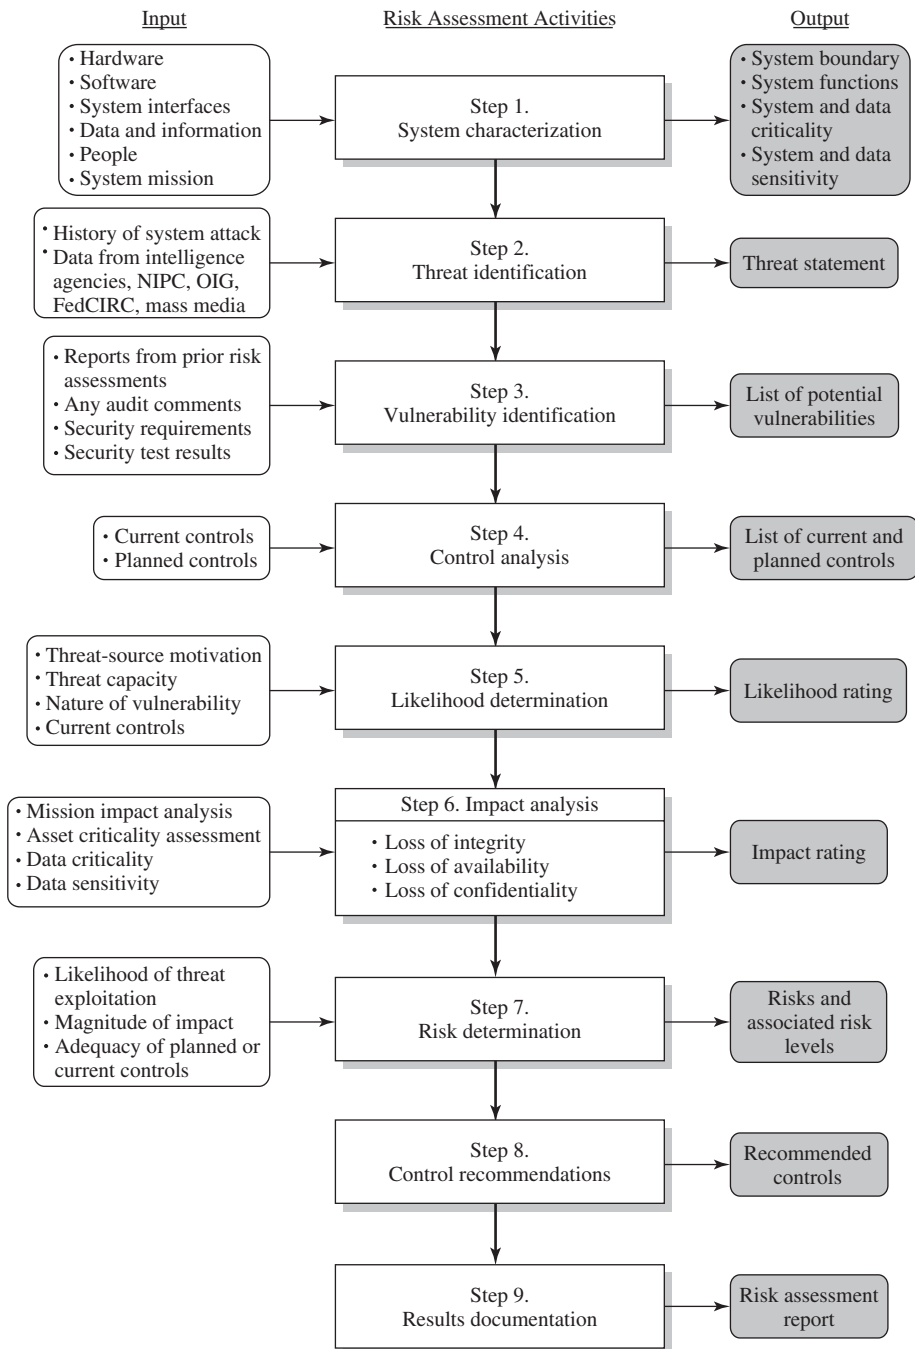 Input
Risk Assessment Activities
Output
• Hardware
• Software
• System interfaces
• Data and information
• People
• System mission
Step 1.
System characterization
• System boundary
• System functions
• System and data
criticality
• System and data
sensitivity
• History of system attack
• Data from intelligence
agencies, NIPC, OIG,
FedCIRC, mass media
Step 2.
Threat identification
Threat statement
• Reports from prior risk
assessments
• Any audit comments
• Security requirements
• Security test results
Step 3.
Vulnerability identification
List of potential
vulnerabilities
• Current controls
• Planned controls
Step 4.
Control analysis
List of current and
planned controls
• Threat-source motivation
• Threat capacity
• Nature of vulnerability
• Current controls
Step 5.
Likelihood determination
Likelihood rating
• Mission impact analysis
• Asset criticality assessment
• Data criticality
• Data sensitivity
Step 6. Impact analysis
• Loss of integrity
• Loss of availability
• Loss of confidentiality
Impact rating
• Likelihood of threat
exploitation
• Magnitude of impact
• Adequacy of planned or
current controls
Step 7.
Risk determination
Risks and
associated risk
levels
Step 8.
Control recommendations
Recommended
controls
Step 9.
Results documentation
Risk assessment
report